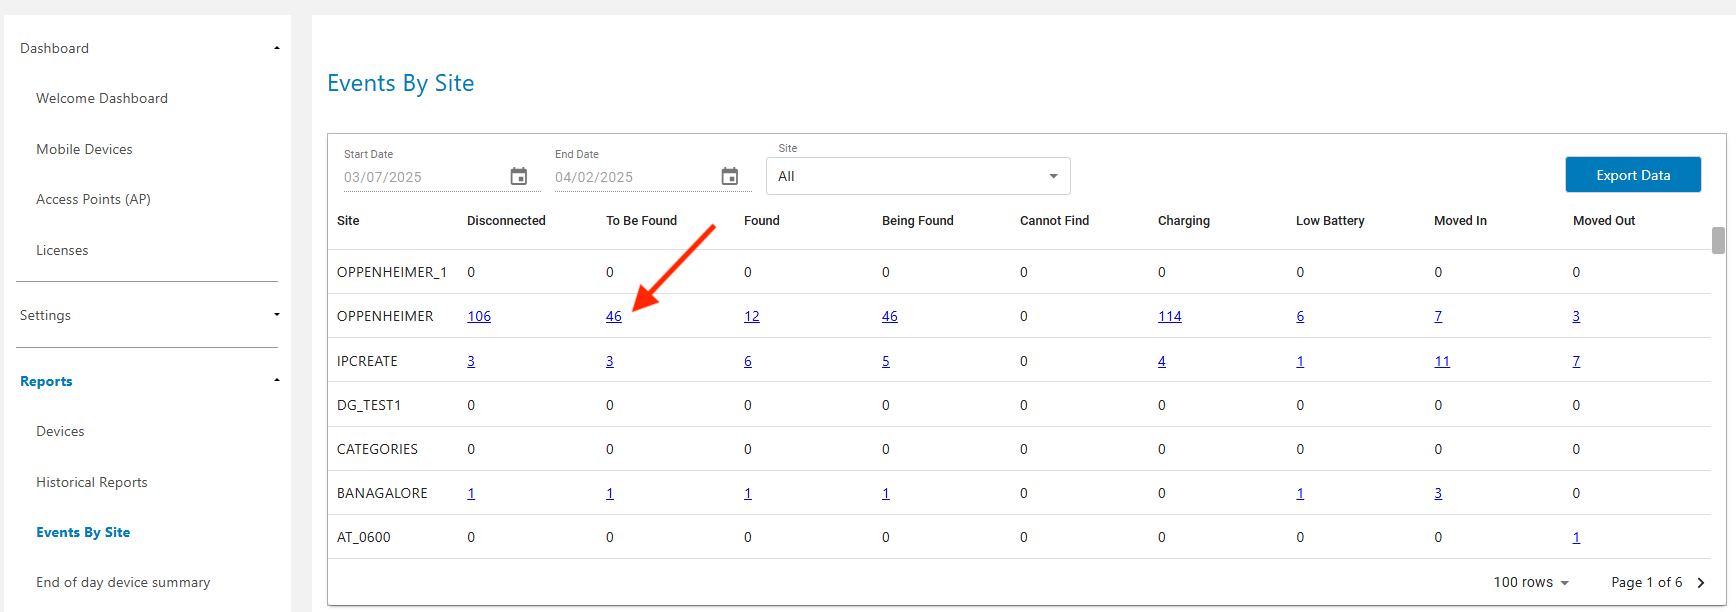 Dashboard
Welcome Dashboard
Mobile Devices
Access Points (AP)
Licenses
Settings
Reports
Devices
Historical Reports
Events By Site
End of day device summary
Events By Site
Start Date End Date Site
03/07/2025 04/02/2025 All Export Data
Site Disconnected To Be Found Found Being Found Cannot Find Charging Low Battery Moved In Moved Out
OPPENHEIMER_1 0 0 0 0 0 0 0 0 0
OPPENHEIMER 106 46 12 46 0 114 6 7 3
IPCREATE 3 3 6 5 0 4 1 11 7
DG_TEST1 0 0 0 0 0 0 0 0 0
CATEGORIES 0 0 0 0 0 0 0 0 0
BANAGALORE 1 1 1 1 0 0 1 3 0
AT_0600 0 0 0 0 0 0 0 0 1
100 rows Page 1 of 6